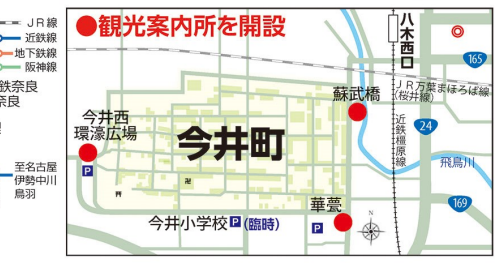 JR線
近鉄線
地下鉄線
阪神線
鉄奈良
奈良
至名古屋
伊勢中川
鳥羽
●観光案内所を開設
八木西口
165
JR万葉まほろば線
(桜井線)
蘇武橋
今井西
環濠広場
今井町
近鉄橿原線
24
飛鳥川
P
卍
華甍
169
今井小学校 P (臨時)
P
N